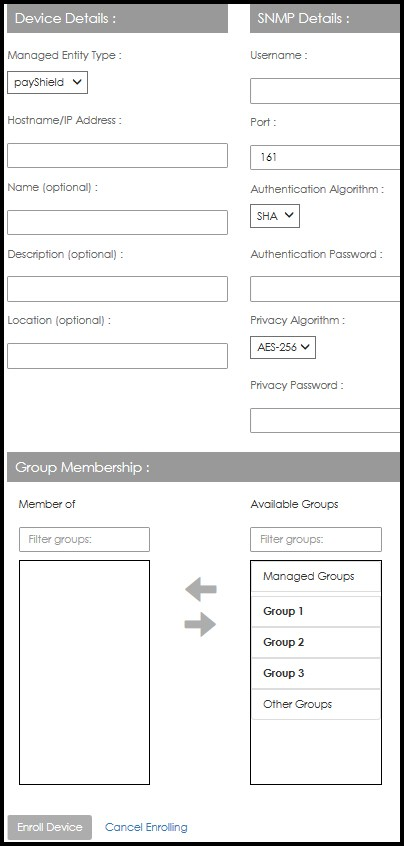 Device Details :
Managed Entity Type :
payShield
Hostname/IP Address :
Name (optional) :
Description (optional) :
Location (optional) :
SNMP Details :
Username :
Port :
161
Authentication Algorithm :
SHA
Authentication Password :
Privacy Algorithm :
AES-256
Privacy Password :
Group Membership :
Member of
Filter groups:
Available Groups
Filter groups:
Managed Groups
Group 1
Group 2
Group 3
Other Groups
Enroll Device
Cancel Enrolling